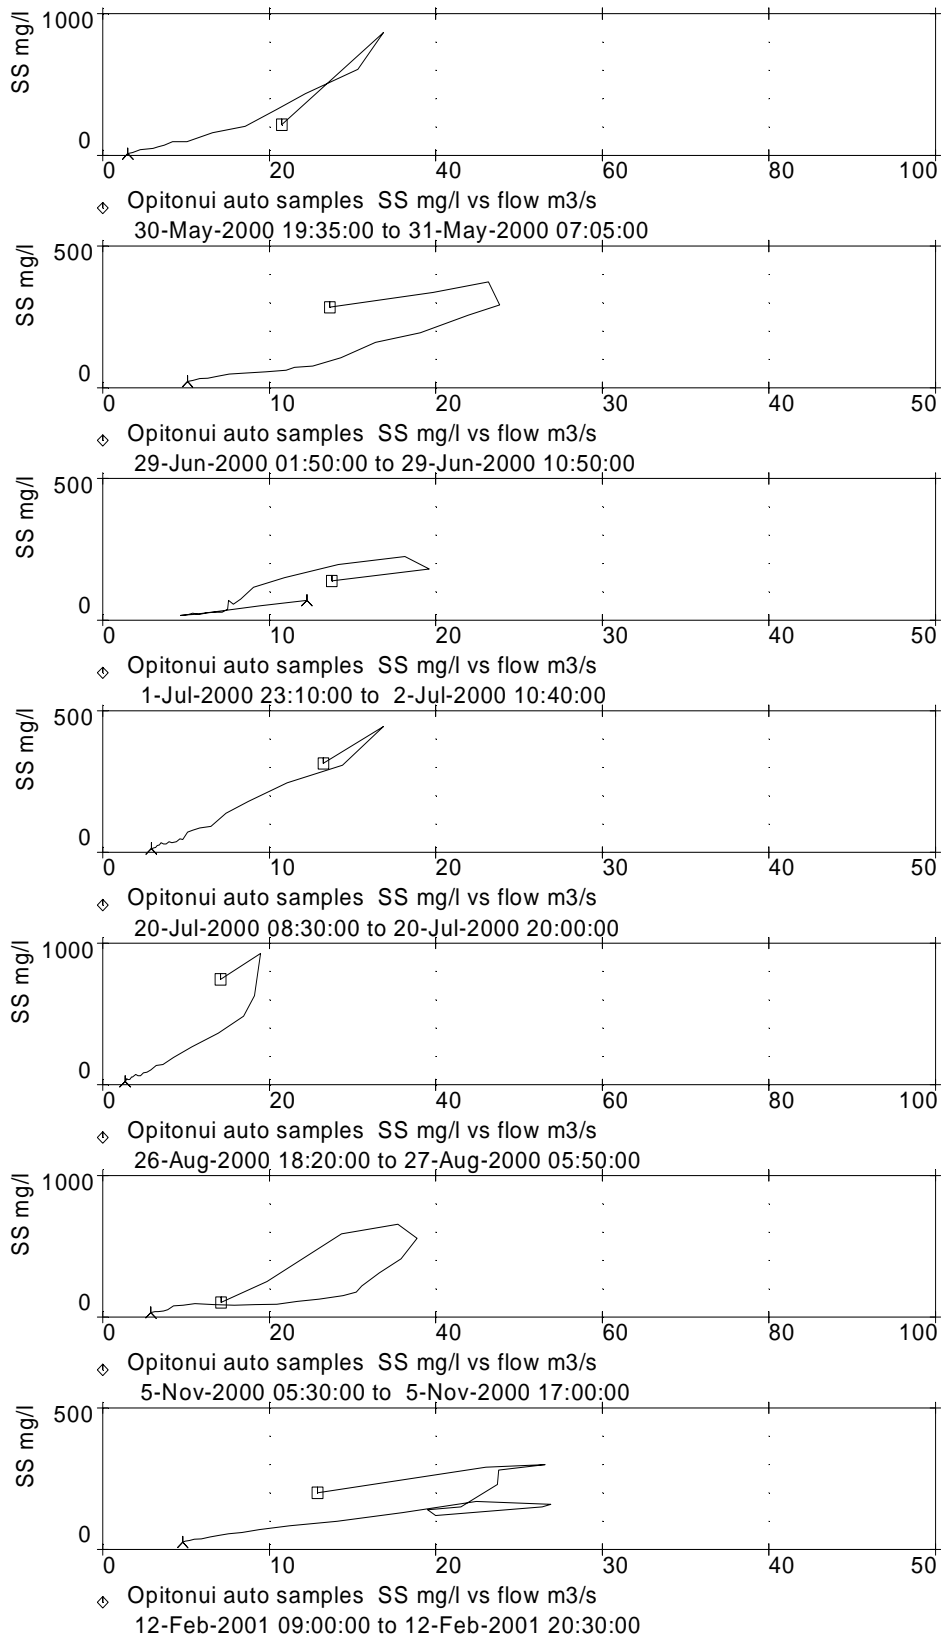 SS mg/l
1000
0
0 20 40 60 80 100
Opitonui auto samples SS mg/l vs flow m3/s
30-May-2000 19:35:00 to 31-May-2000 07:05:00
SS mg/l
500
0
0 10 20 30 40 50
Opitonui auto samples SS mg/l vs flow m3/s
29-Jun-2000 01:50:00 to 29-Jun-2000 10:50:00
SS mg/l
500
0
0 10 20 30 40 50
Opitonui auto samples SS mg/l vs flow m3/s
1-Jul-2000 23:10:00 to 2-Jul-2000 10:40:00
SS mg/l
500
0
0 10 20 30 40 50
Opitonui auto samples SS mg/l vs flow m3/s
20-Jul-2000 08:30:00 to 20-Jul-2000 20:00:00
SS mg/l
1000
0
0 20 40 60 80 100
Opitonui auto samples SS mg/l vs flow m3/s
26-Aug-2000 18:20:00 to 27-Aug-2000 05:50:00
SS mg/l
1000
0
0 20 40 60 80 100
Opitonui auto samples SS mg/l vs flow m3/s
5-Nov-2000 05:30:00 to 5-Nov-2000 17:00:00
SS mg/l
500
0
0 10 20 30 40 50
Opitonui auto samples SS mg/l vs flow m3/s
12-Feb-2001 09:00:00 to 12-Feb-2001 20:30:00